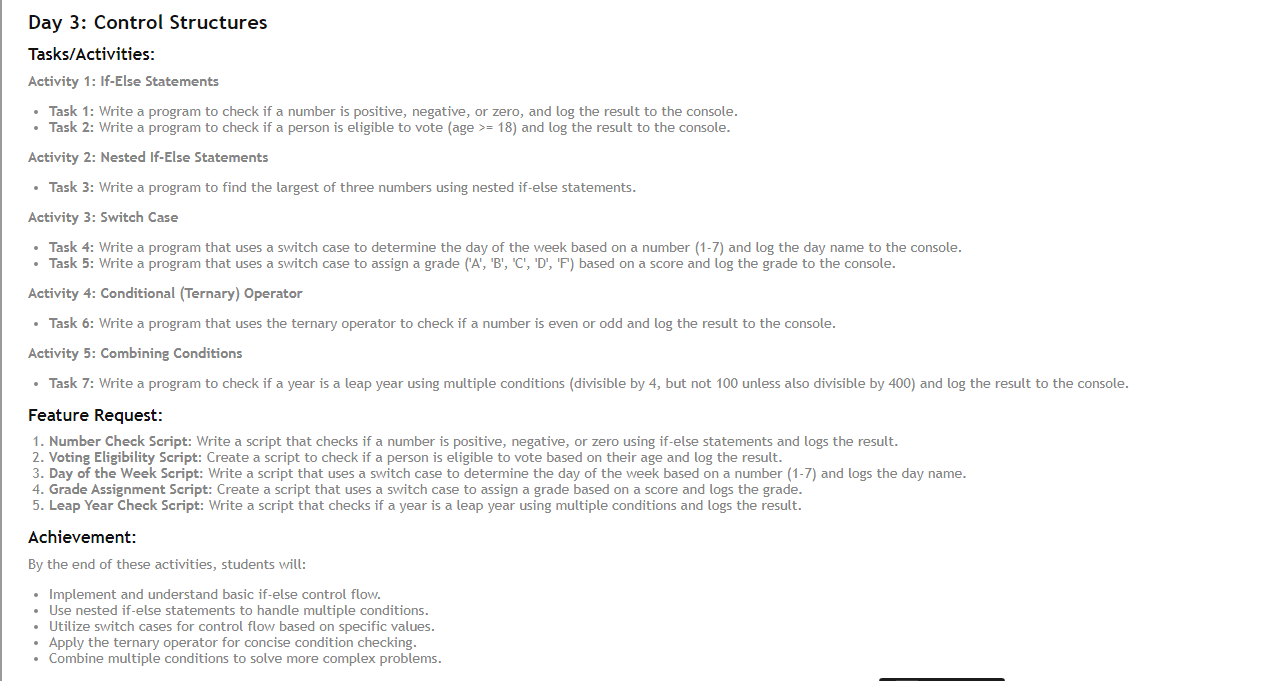 Day 3: Control Structures
Tasks/Activities:
Activity 1: If-Else Statements
• Task 1: Write a program to check if a number is positive, negative, or zero, and log the result to the console.
• Task 2: Write a program to check if a person is eligible to vote (age >= 18) and log the result to the console.
Activity 2: Nested If-Else Statements
• Task 3: Write a program to find the largest of three numbers using nested if-else statements.
Activity 3: Switch Case
• Task 4: Write a program that uses a switch case to determine the day of the week based on a number (1-7) and log the day name to the console.
• Task 5: Write a program that uses a switch case to assign a grade ('A', 'B', 'C', 'D', 'F') based on a score and log the grade to the console.
Activity 4: Conditional (Ternary) Operator
• Task 6: Write a program that uses the ternary operator to check if a number is even or odd and log the result to the console.
Activity 5: Combining Conditions
• Task 7: Write a program to check if a year is a leap year using multiple conditions (divisible by 4, but not 100 unless also divisible by 400) and log the result to the console.
Feature Request:
1. Number Check Script: Write a script that checks if a number is positive, negative, or zero using if-else statements and logs the result.
2. Voting Eligibility Script: Create a script to check if a person is eligible to vote based on their age and log the result.
3. Day of the Week Script: Write a script that uses a switch case to determine the day of the week based on a number (1-7) and logs the day name.
4. Grade Assignment Script: Create a script that uses a switch case to assign a grade based on a score and logs the grade.
5. Leap Year Check Script: Write a script that checks if a year is a leap year using multiple conditions and logs the result.
Achievement:
By the end of these activities, students will:
• Implement and understand basic if-else control flow.
• Use nested if-else statements to handle multiple conditions.
• Utilize switch cases for control flow based on specific values.
• Apply the ternary operator for concise condition checking.
• Combine multiple conditions to solve more complex problems.